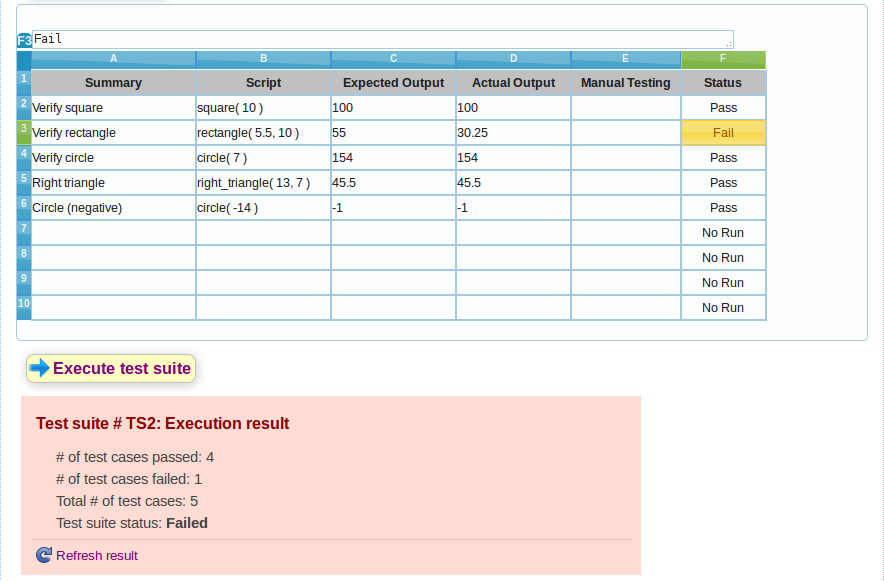 F3 Fail
A B C D E F
1 Summary Script Expected Output Actual Output Manual Testing Status
2 Verify square square( 10 ) 100 100 Pass
3 Verify rectangle rectangle( 5.5, 10 ) 55 30.25 Fail
4 Verify circle circle( 7 ) 154 154 Pass
5 Right triangle right_triangle( 13, 7 ) 45.5 45.5 Pass
6 Circle (negative) circle( -14 ) -1 -1 Pass
7 No Run
8 No Run
9 No Run
10 No Run
Execute test suite
Test suite # TS2: Execution result
# of test cases passed: 4
# of test cases failed: 1
Total # of test cases: 5
Test suite status: Failed
Refresh result